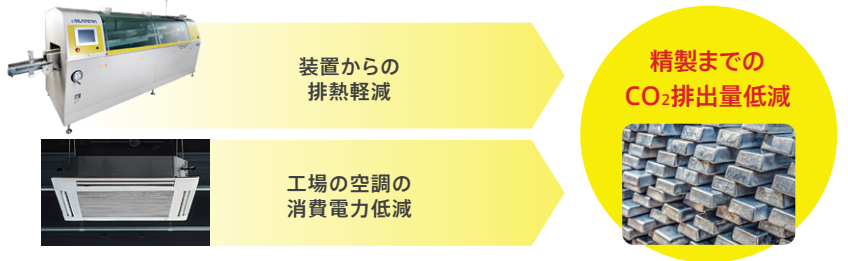 装置からの
排熱軽減
工場の空調の
消費電力低減
精製までの
CO₂排出量低減